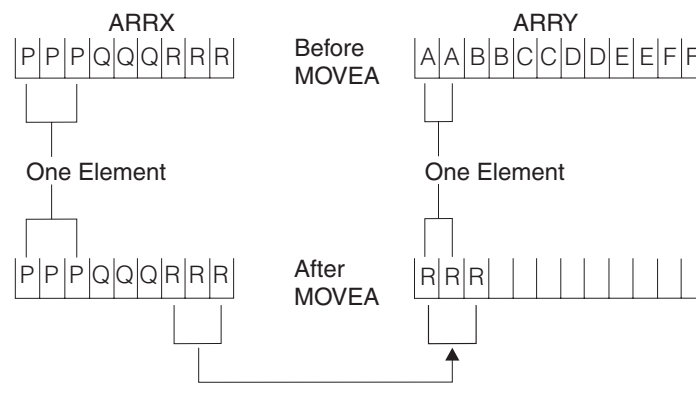 ARRX
ARRY
P P P Q Q Q R R R
Before
MOVEA
A A B B C C D D E E F F
One Element
One Element
P P P Q Q Q R R R
After
MOVEA
R R R